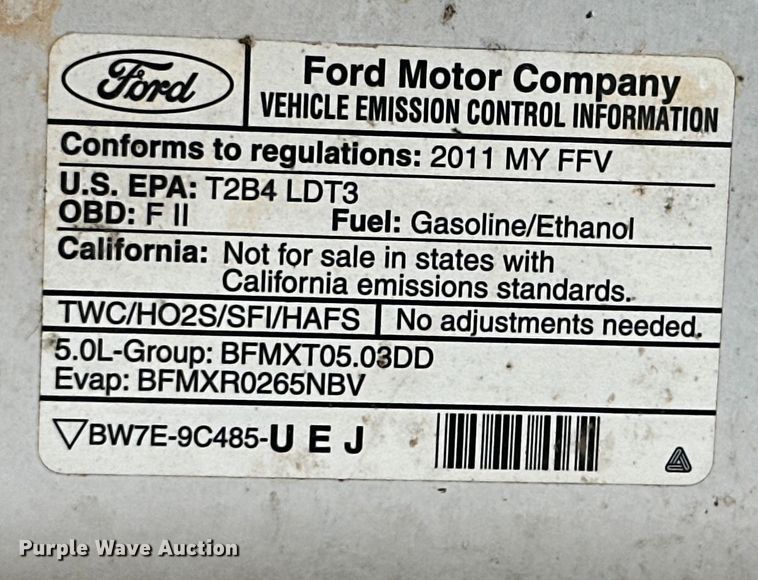 Ford
Ford Motor Company
VEHICLE EMISSION CONTROL INFORMATION
Conforms to regulations: 2011 MY FFV
U.S. EPA: T2B4 LDT3
OBD: F II Fuel: Gasoline/Ethanol
California: Not for sale in states with
California emissions standards.
TWC/HO2S/SFI/HAFS No adjustments needed.
5.0L-Group: BFMXT05.03DD
Evap: BFMXR0265NBV
BW7E-9C485-U E J
Purple Wave Auction